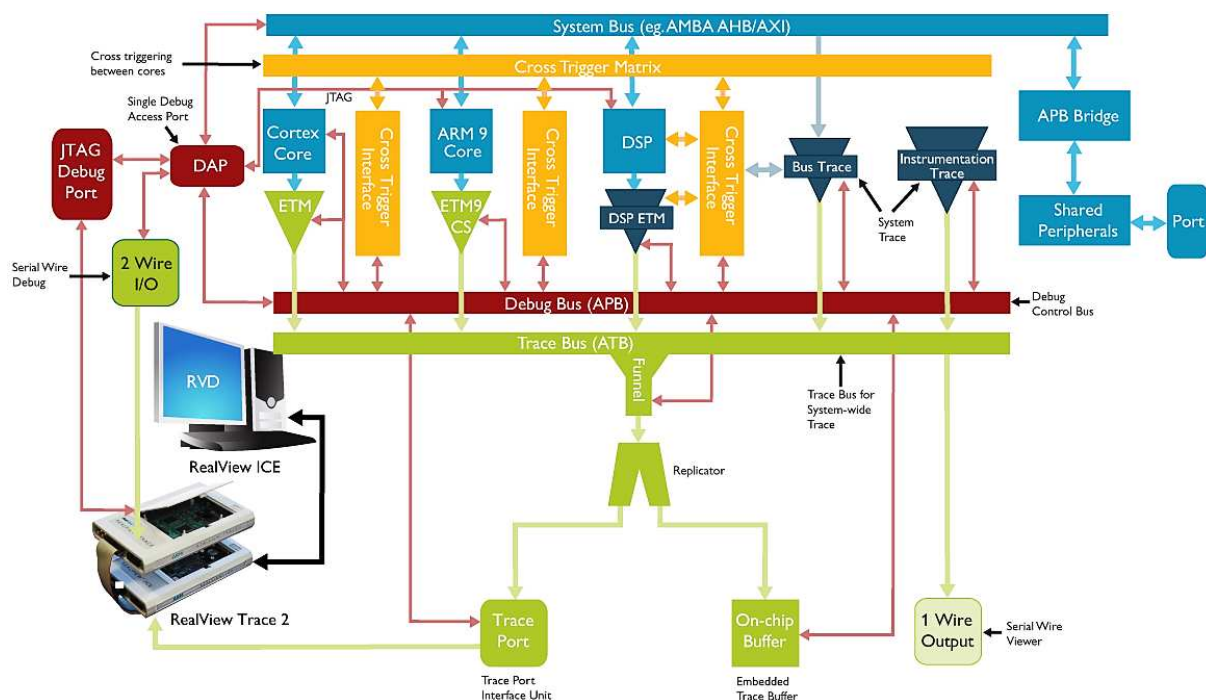 System Bus (eg. AMBA AHB/AXI)
Cross triggering
between cores
Cross Trigger Matrix
JTAG
Single Debug
Access Port
JTAG
Debug
Port
DAP
Cortex
Core
Cross Trigger
Interface
ARM 9
Core
Cross Trigger
Interface
DSP
Cross Trigger
Interface
Bus Trace
Instrumentation
Trace
APB Bridge
ETM
ETM9
CS
DSP ETM
System
Trace
Shared
Peripherals
Port
Serial Wire
Debug
2 Wire
I/O
Debug Bus (APB)
Debug
Control Bus
Trace Bus (ATB)
Funnel
RVD
Trace Bus for
System-wide
Trace
RealView ICE
Replicator
RealView Trace 2
Trace
Port
On-chip
Buffer
1 Wire
Output
Serial Wire
Viewer
Trace Port
Interface Unit
Embedded
Trace Buffer